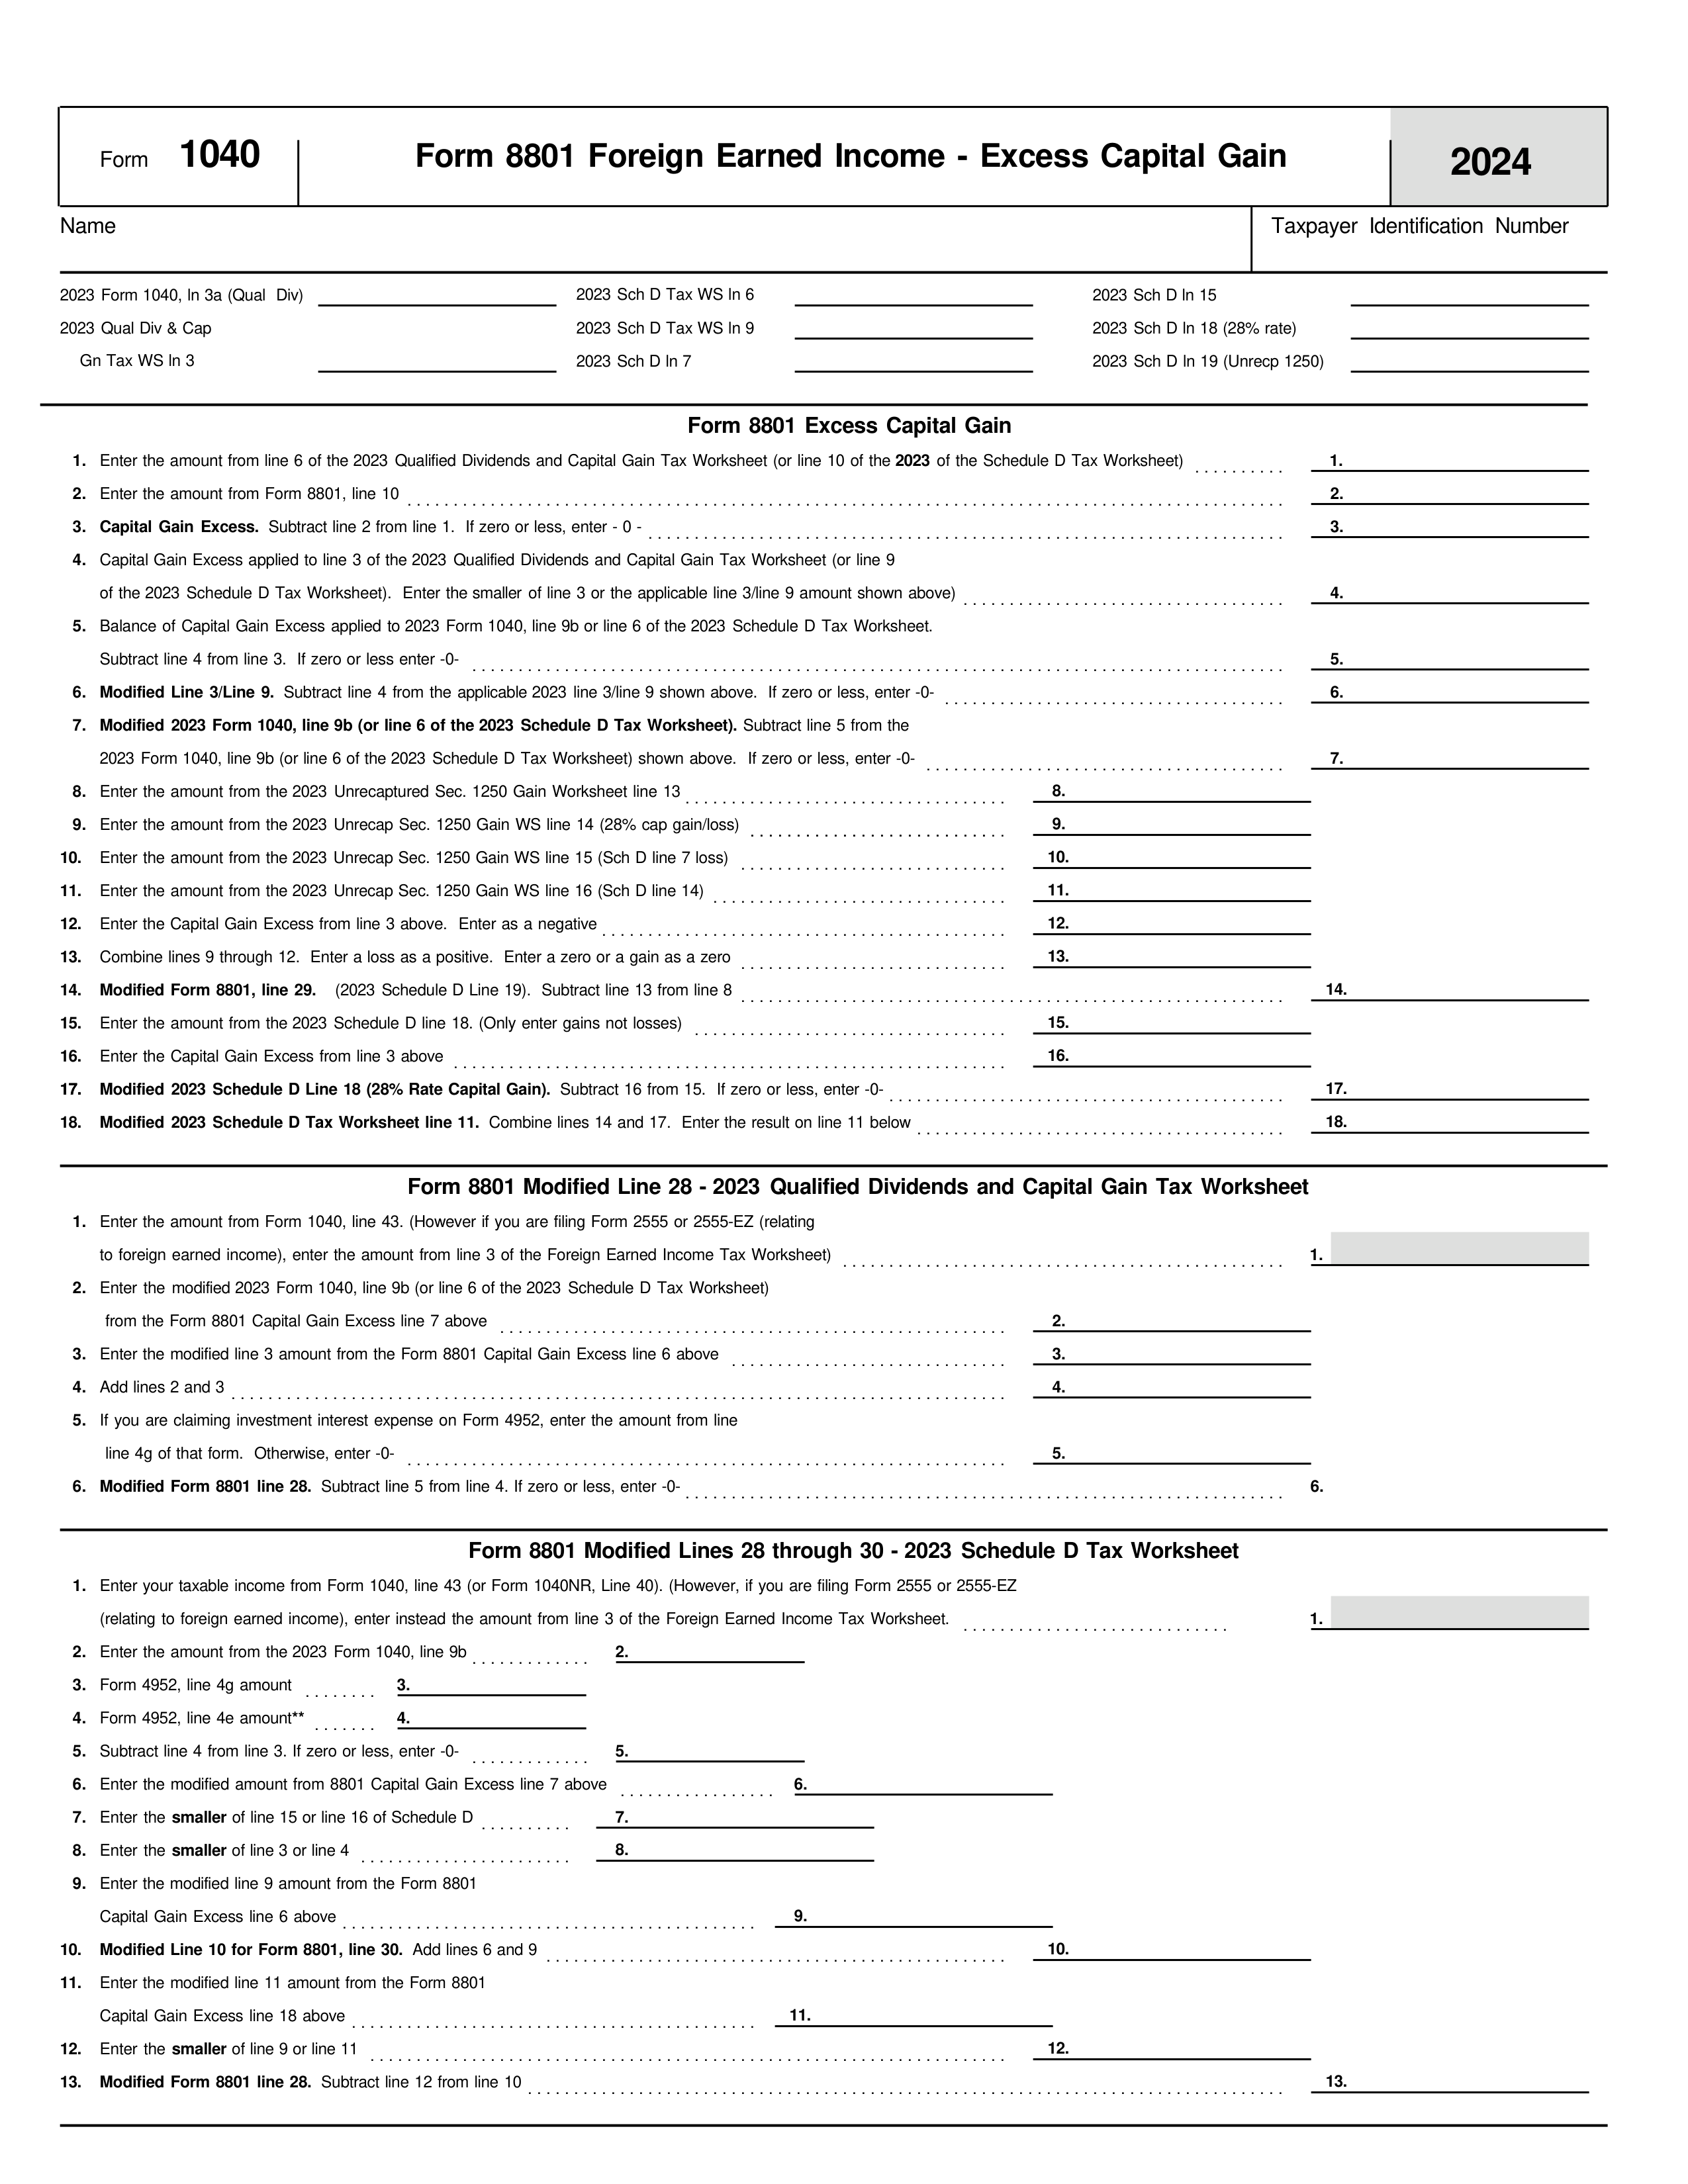 Form 1040
Form 8801 Foreign Earned Income - Excess Capital Gain
2024
Name
Taxpayer Identification Number
2023 Form 1040, ln 3a (Qual Div)
2023 Sch D Tax WS ln 6
2023 Sch D ln 15
2023 Qual Div & Cap
2023 Sch D Tax WS ln 9
2023 Sch D ln 18 (28% rate)
Gn Tax WS ln 3
2023 Sch D ln 7
2023 Sch D ln 19 (Unrecp 1250)
Form 8801 Excess Capital Gain
1. Enter the amount from line 6 of the 2023 Qualified Dividends and Capital Gain Tax Worksheet (or line 10 of the 2023 of the Schedule D Tax Worksheet) . . . . . . . . . . 1.
2. Enter the amount from Form 8801, line 10 2.
3. Capital Gain Excess. Subtract line 2 from line 1. If zero or less, enter - 0 - 3.
4. Capital Gain Excess applied to line 3 of the 2023 Qualified Dividends and Capital Gain Tax Worksheet (or line 9
of the 2023 Schedule D Tax Worksheet). Enter the smaller of line 3 or the applicable line 3/line 9 amount shown above) 4.
5. Balance of Capital Gain Excess applied to 2023 Form 1040, line 9b or line 6 of the 2023 Schedule D Tax Worksheet.
Subtract line 4 from line 3. If zero or less enter -0- 5.
6. Modified Line 3/Line 9. Subtract line 4 from the applicable 2023 line 3/line 9 shown above. If zero or less, enter -0- 6.
7. Modified 2023 Form 1040, line 9b (or line 6 of the 2023 Schedule D Tax Worksheet). Subtract line 5 from the
2023 Form 1040, line 9b (or line 6 of the 2023 Schedule D Tax Worksheet) shown above. If zero or less, enter -0- 7.
8. Enter the amount from the 2023 Unrecaptured Sec. 1250 Gain Worksheet line 13 8.
9. Enter the amount from the 2023 Unrecap Sec. 1250 Gain WS line 14 (28% cap gain/loss) 9.
10. Enter the amount from the 2023 Unrecap Sec. 1250 Gain WS line 15 (Sch D line 7 loss) 10.
11. Enter the amount from the 2023 Unrecap Sec. 1250 Gain WS line 16 (Sch D line 14) 11.
12. Enter the Capital Gain Excess from line 3 above. Enter as a negative 12.
13. Combine lines 9 through 12. Enter a loss as a positive. Enter a zero or a gain as a zero 13.
14. Modified Form 8801, line 29. (2023 Schedule D Line 19). Subtract line 13 from line 8 14.
15. Enter the amount from the 2023 Schedule D line 18. (Only enter gains not losses) 15.
16. Enter the Capital Gain Excess from line 3 above 16.
17. Modified 2023 Schedule D Line 18 (28% Rate Capital Gain). Subtract 16 from 15. If zero or less, enter -0- 17.
18. Modified 2023 Schedule D Tax Worksheet line 11. Combine lines 14 and 17. Enter the result on line 11 below 18.
Form 8801 Modified Line 28 - 2023 Qualified Dividends and Capital Gain Tax Worksheet
1. Enter the amount from Form 1040, line 43. (However if you are filing Form 2555 or 2555-EZ (relating
to foreign earned income), enter the amount from line 3 of the Foreign Earned Income Tax Worksheet) 1.
2. Enter the modified 2023 Form 1040, line 9b (or line 6 of the 2023 Schedule D Tax Worksheet)
from the Form 8801 Capital Gain Excess line 7 above 2.
3. Enter the modified line 3 amount from the Form 8801 Capital Gain Excess line 6 above 3.
4. Add lines 2 and 3 4.
5. If you are claiming investment interest expense on Form 4952, enter the amount from line
line 4g of that form. Otherwise, enter -0- 5.
6. Modified Form 8801 line 28. Subtract line 5 from line 4. If zero or less, enter -0- 6.
Form 8801 Modified Lines 28 through 30 - 2023 Schedule D Tax Worksheet
1. Enter your taxable income from Form 1040, line 43 (or Form 1040NR, Line 40). (However, if you are filing Form 2555 or 2555-EZ
(relating to foreign earned income), enter instead the amount from line 3 of the Foreign Earned Income Tax Worksheet. 1.
2. Enter the amount from the 2023 Form 1040, line 9b 2.
3. Form 4952, line 4g amount 3.
4. Form 4952, line 4e amount** 4.
5. Subtract line 4 from line 3. If zero or less, enter -0- 5.
6. Enter the modified amount from 8801 Capital Gain Excess line 7 above 6.
7. Enter the smaller of line 15 or line 16 of Schedule D 7.
8. Enter the smaller of line 3 or line 4 8.
9. Enter the modified line 9 amount from the Form 8801
Capital Gain Excess line 6 above 9.
10. Modified Line 10 for Form 8801, line 30. Add lines 6 and 9 10.
11. Enter the modified line 11 amount from the Form 8801
Capital Gain Excess line 18 above 11.
12. Enter the smaller of line 9 or line 11 12.
13. Modified Form 8801 line 28. Subtract line 12 from line 10 13.